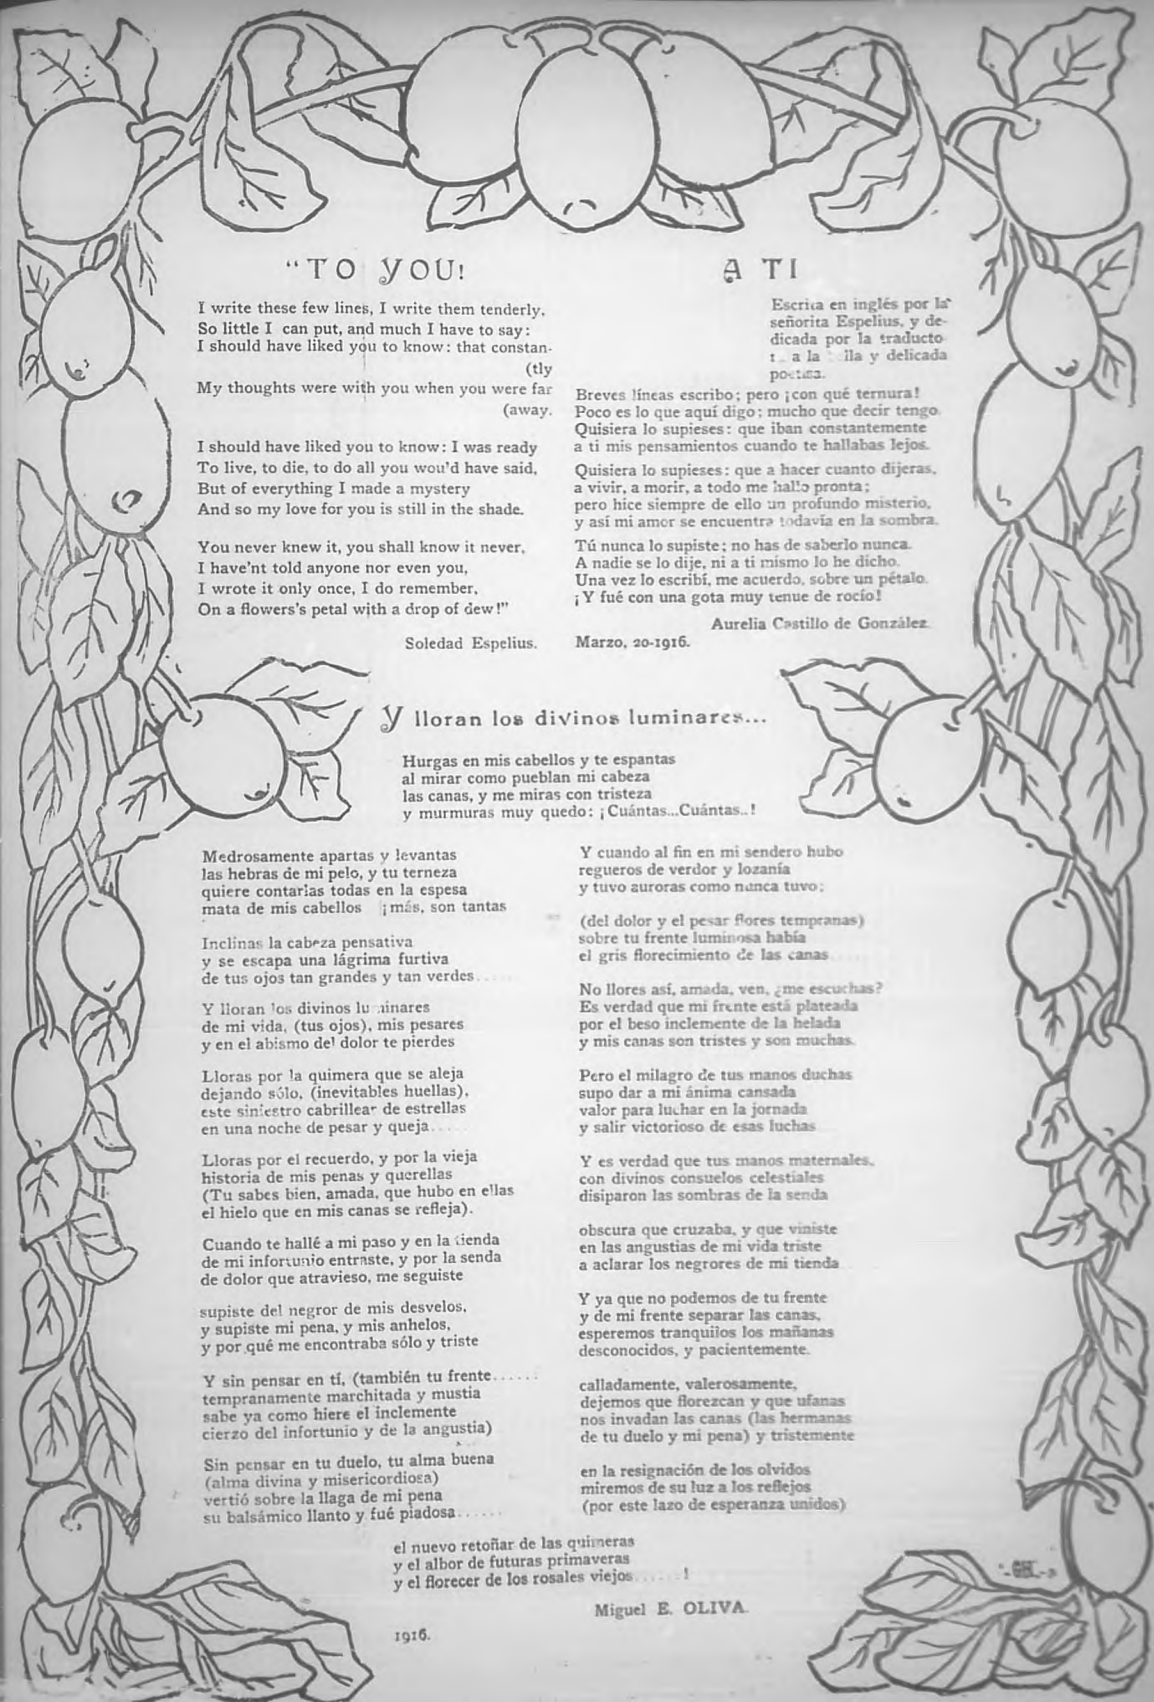 "TO YOU!
I write these few lines, I write them tenderly,
So little I can put, and much I have to say:
I should have liked you to know: that constan-
(tly
My thoughts were with you when you were far
(away.
I should have liked you to know: I was ready
To live, to die, to do all you wou'd have said,
But of everything I made a mystery
And so my love for you is still in the shade.
You never knew it, you shall know it never,
I have'nt told anyone nor even you,
I wrote it only once, I do remember,
On a flowers's petal with a drop of dew!"
Soledad Espelius.
A TI
Escrita en inglés por la
señorita Espelius, y de-
dicada por la traducto
a la y delicada
poetisa.
Breves líneas escribo; pero ¡con qué ternura!
Poco es lo que aquí digo; mucho que decir tengo.
Quisiera lo supieses: que iban constantemente
a ti mis pensamientos cuando te hallabas lejos.
Quisiera lo supieses: que a hacer cuanto dijeras,
a vivir, a morir, a todo me hallo pronta;
pero hice siempre de ello un profundo misterio,
y así mi amor se encuentra todavía en la sombra.
Tú nunca lo supiste; no has de saberlo nunca.
A nadie se lo dije, ni a ti mismo lo he dicho.
Una vez lo escribí, me acuerdo, sobre un pétalo.
¡Y fué con una gota muy tenue de rocío!
Aurelia Castillo de González.
Marzo, 20-1916.
Y lloran los divinos luminares...
Hurgas en mis cabellos y te espantas
al mirar como pueblan mi cabeza
las canas, y me miras con tristeza
y murmuras muy quedo: ¡Cuántas...Cuántas..!
Medrosamente apartas y levantas
las hebras de mi pelo, y tu terneza
quiere contarlas todas en la espesa
mata de mis cabellos ¡más, son tantas
Inclinas la cabeza pensativa
y se escapa una lágrima furtiva
de tus ojos tan grandes y tan verdes....
Y lloran los divinos luminares
de mi vida, (tus ojos), mis pesares
y en el abismo del dolor te pierdes
Lloras por la quimera que se aleja
dejando sólo, (inevitables huellas),
este siniestro cabrillear de estrellas
en una noche de pesar y queja.....
Lloras por el recuerdo, y por la vieja
historia de mis penas y querellas
(Tu sabes bien, amada, que hubo en ellas
el hielo que en mis canas se refleja).
Cuando te hallé a mi paso y en la tienda
de mi infortunio entraste, y por la senda
de dolor que atravieso, me seguiste
supiste del negror de mis desvelos,
y supiste mi pena, y mis anhelos,
y por qué me encontraba sólo y triste
Y sin pensar en tí, (también tu frente......
tempranamente marchitada y mustia
sabe ya como hiere el inclemente
cierzo del infortunio y de la angustia)
Sin pensar en tu duelo, tu alma buena
(alma divina y misericordiosa)
vertió sobre la llaga de mi pena
su balsámico llanto y fué piadosa......
Y cuando al fin en mi sendero hubo
regueros de verdor y lozanía
y tuvo auroras como nunca tuvo;
(del dolor y el pesar flores tempranas)
sobre tu frente luminosa había
el gris florecimiento de las canas
No llores así, amada, ven, ¿me escuchas?
Es verdad que mi frente está plateada
por el beso inclemente de la helada
y mis canas son tristes y son muchas.
Pero el milagro de tus manos duchas
supo dar a mi ánima cansada
valor para luchar en la jornada
y salir victorioso de esas luchas
Y es verdad que tus manos maternales,
con divinos consuelos celestiales
disiparon las sombras de la senda
obscura que cruzaba, y que viniste
en las angustias de mi vida triste
a aclarar los negrores de mi tienda
Y ya que no podemos de tu frente
y de mi frente separar las canas,
esperemos tranquilos los mañanas
desconocidos, y pacientemente.
calladamente, valerosamente,
dejemos que florezcan y que ufanas
nos invadan las canas (las hermanas
de tu duelo y mi pena) y tristemente
en la resignación de los olvidos
miremos de su luz a los reflejos
(por este lazo de esperanza unidos)
el nuevo retoñar de las quimeras
y el albor de futuras primaveras
y el florecer de los rosales viejos......!
Miguel E. OLIVA.
1916.